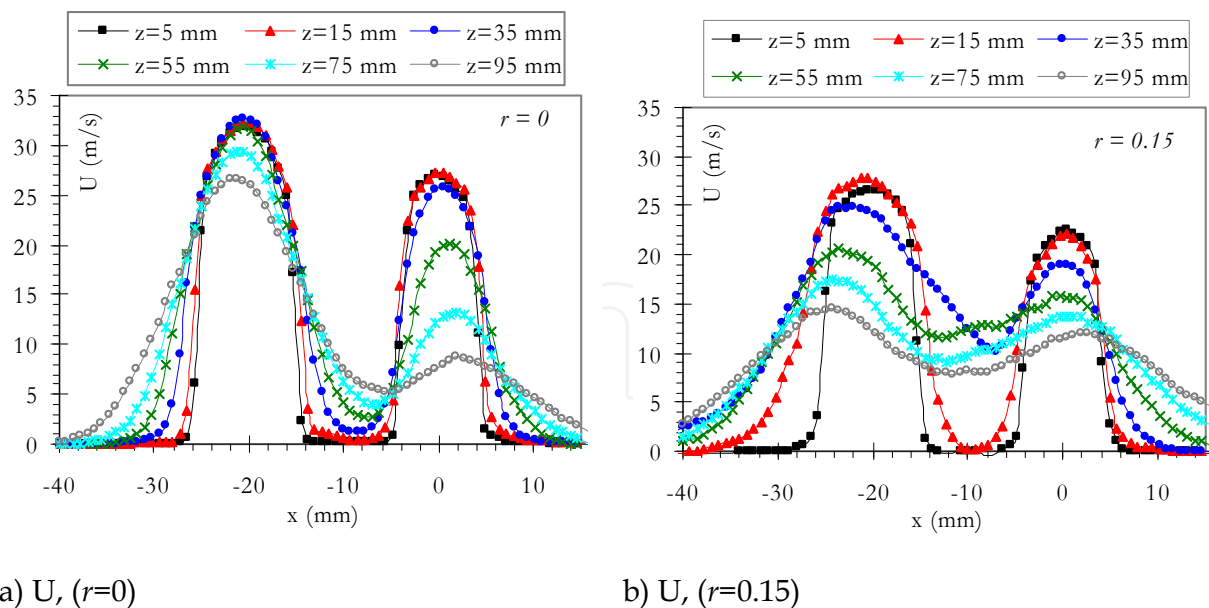 z=5 mm z=15 mm z=35 mm
z=55 mm z=75 mm z=95 mm
35
30
25
20
15
10
5
0
U (m/s)
r = 0
-40 -30 -20 -10 0 10
x (mm)
z=5 mm z=15 mm z=35 mm
z=55 mm z=75 mm z=95 mm
35
30
25
20
15
10
5
0
U (m/s)
r = 0.15
-40 -30 -20 -10 0 10
x (mm)
a) U, (r=0)
b) U, (r=0.15)